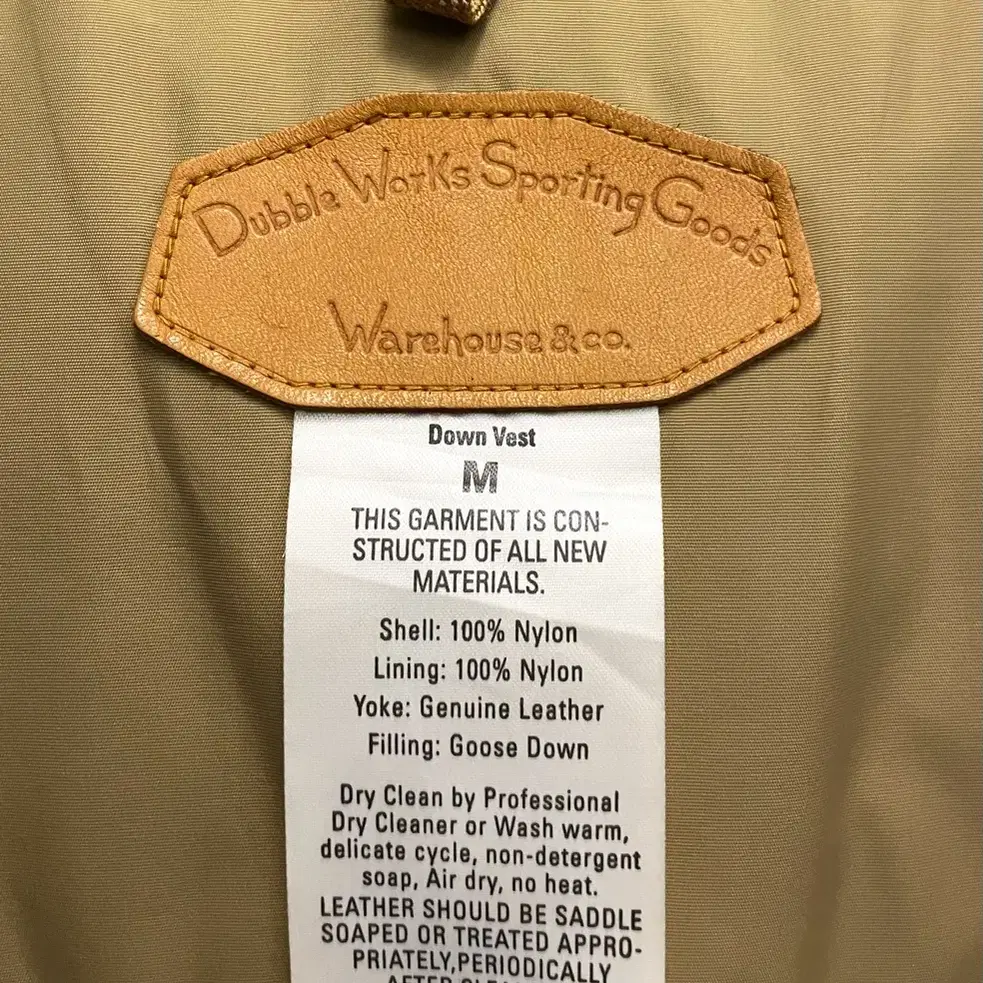 Dubble Works Sporting Goods
Warehouse & co.
Down Vest
M
THIS GARMENT IS CON-
STRUCTED OF ALL NEW
MATERIALS.
Shell: 100% Nylon
Lining: 100% Nylon
Yoke: Genuine Leather
Filling: Goose Down
Dry Clean by Professional
Dry Cleaner or Wash warm,
delicate cycle, non-detergent
soap, Air dry, no heat.
LEATHER SHOULD BE SADDLE
SOAPED OR TREATED APPRO-
PRIATELY,PERIODICALLY
AFTER